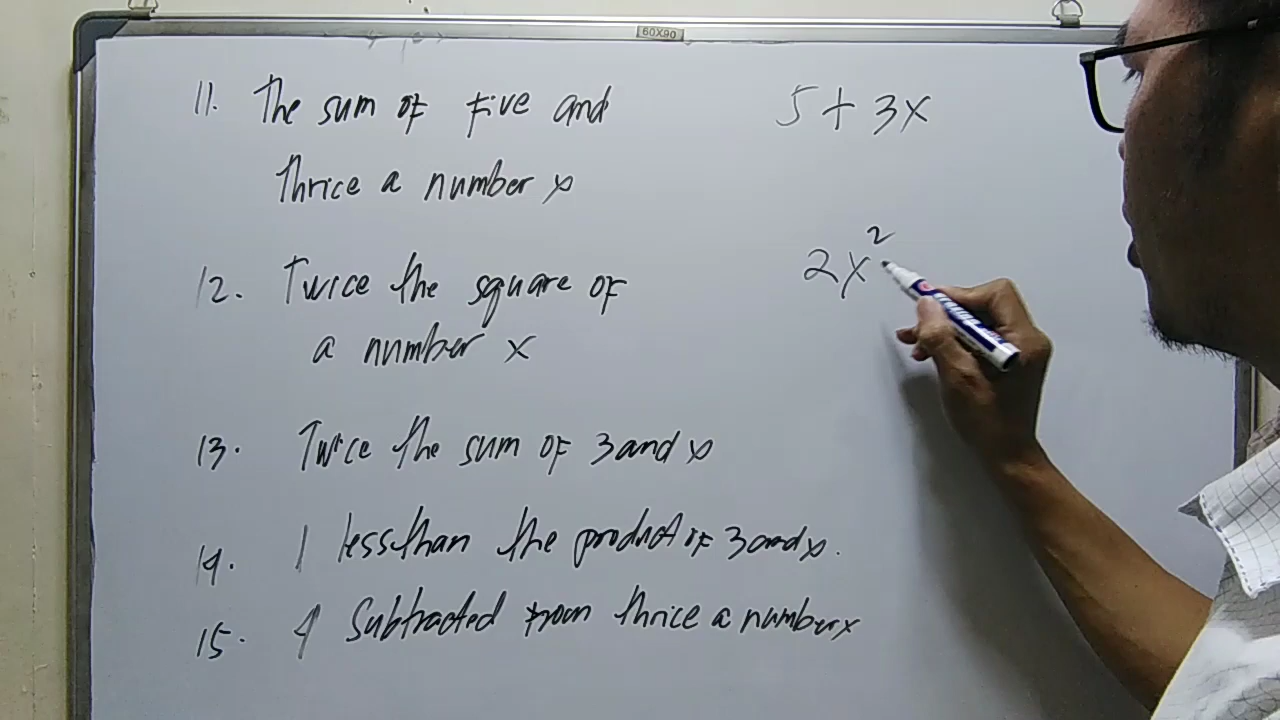 60X90
11. The sum of Five and
thrice a number x
5 + 3x
12. Twice the square of
a number x
2x²
13. Twice the sum of 3 and x
14. 1 less than the product of 3 and x.
15. 4 Subtracted from thrice a number x